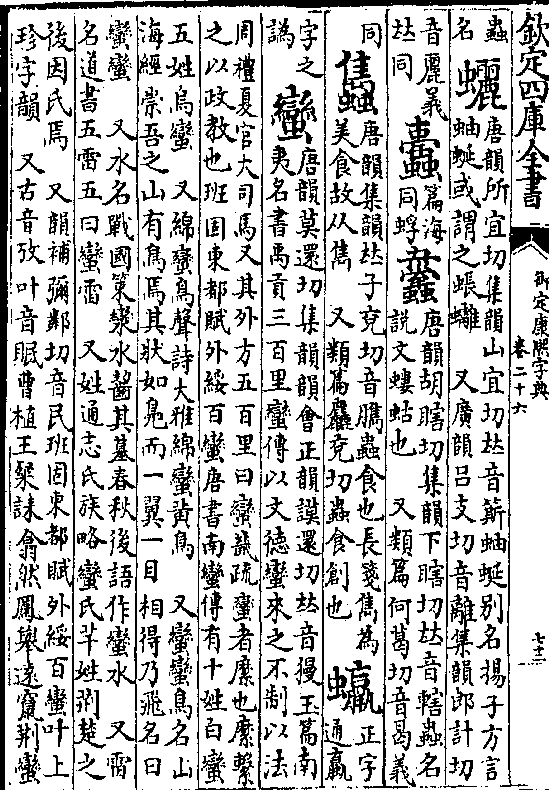 欽定四庫全書
御定康熙字典
卷二十六
七十二
蟲名
𧕯 唐韻所宜切集韻山宜切𠀤音簁蚰蜒别名揚子方言
蚰蜒或謂之蜄𧕯 又廣韻吕支切音離集韻郎計切
音麗義𠀤同
篇海同蜉
唐韻胡瞎切集韻下瞎切𠀤音轄蟲名
說文螻蛄也 又類篇何葛切音曷義
同
唐韻集韻𠀤子兗切音臇蟲食也長箋雋為
美食故从雋 又類篇兗切蟲食創也
正字通蠃
字之譌
蠻 唐韻莫還切集韻韻會正韻謨還切𠀤音獌玉篇南
夷名書禹貢三百里蠻傳以文德蠻來之不制以法
周禮夏官大司馬又其外方五百里曰蠻畿疏蠻者縻也縻繫
之以政教也班固東都賦外綏百蠻唐書南蠻傳有十姓白蠻
五姓烏蠻 又綿蠻鳥聲詩大雅綿蠻黃鳥 又蠻蠻鳥名山
海經崇吾之山有鳥焉其狀如鳧而一翼一目相得乃飛名曰
蠻蠻 又水名戰國策欒水齧其墓春秋後語作蠻水 又雷
名道書五雷五曰蠻雷 又姓通志氏族略蠻氏羋姓荆楚之
後因氏焉 又韻補彌鄰切音民班固東都賦外綏百蠻叶上
珍字韻 又古音攷叶音眠曹植王粲誄翕然鳳舉遠竄荆蠻